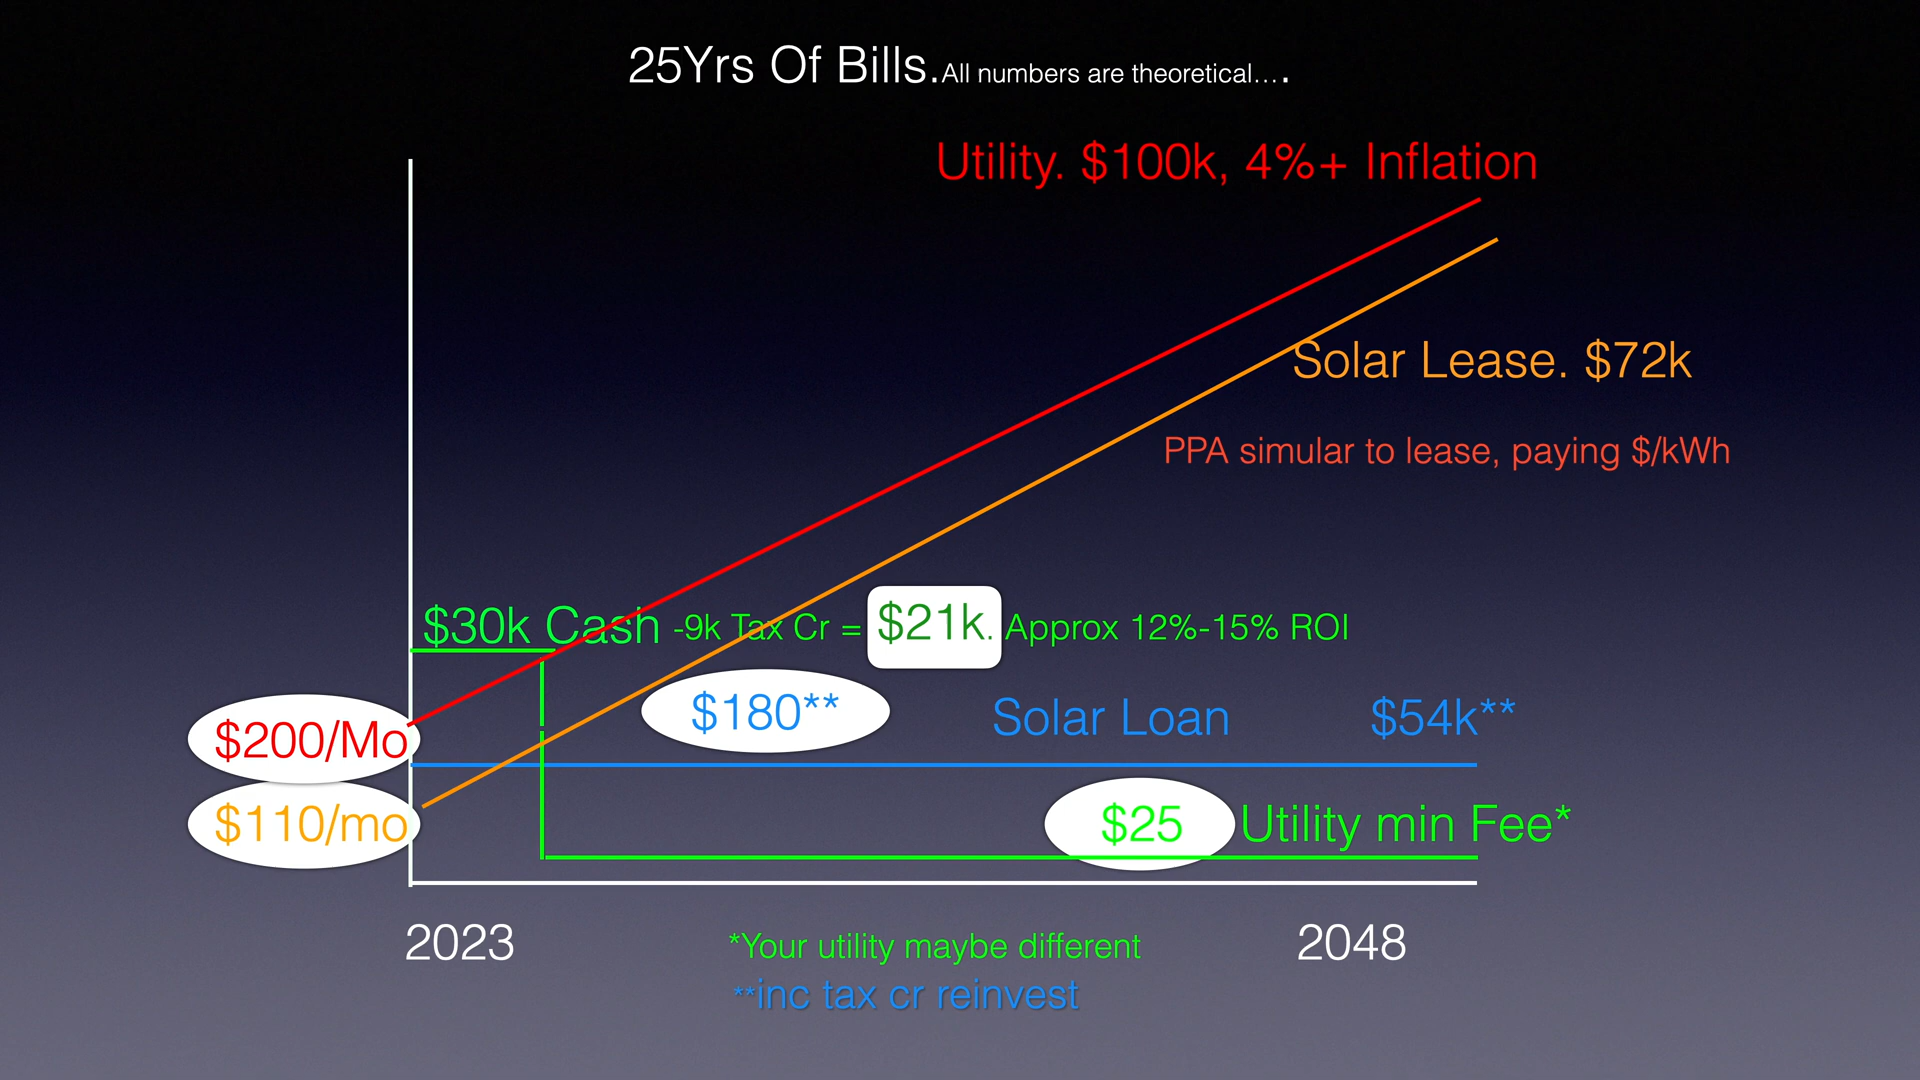 25Yrs Of Bills.All numbers are theoretical….
Utility. $100k, 4%+ Inflation
Solar Lease. $72k
PPA simular to lease, paying $/kWh
$30k Cash -9k Tax Cr = $21k. Approx 12%-15% ROI
$180** Solar Loan $54k**
$200/Mo
$110/mo $25 Utility min Fee*
2023 2048
*Your utility maybe different
**inc tax cr reinvest